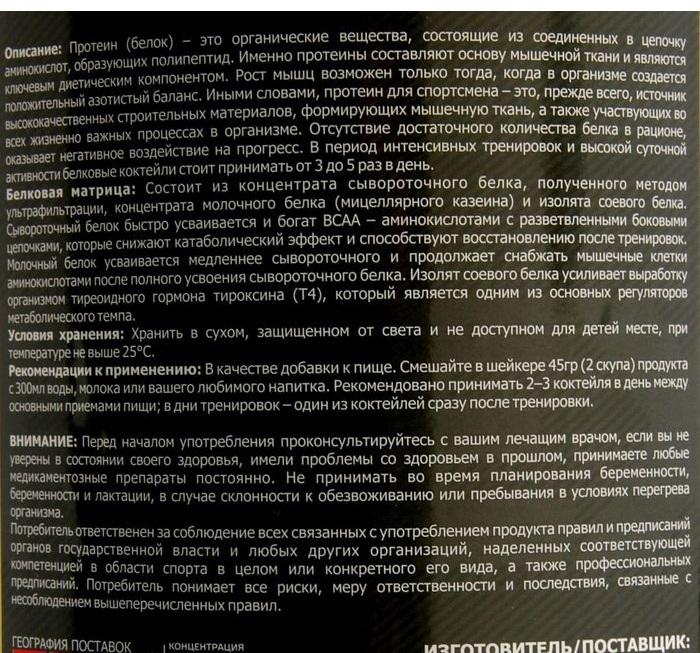 Описание: Протеин (белок) – это органические вещества, состоящие из соединенных в цепочку
аминокислот, образующих полипептид. Именно протеины составляют основу мышечной ткани и являются
ключевым диетическим компонентом. Рост мышц возможен только тогда, когда в организме создается
положительный азотистый баланс. Иными словами, протеин для спортсмена – это, прежде всего, источник
высококачественных строительных материалов, формирующих мышечную ткань, а также участвующих во
всех жизненно важных процессах в организме. Отсутствие достаточного количества белка в рационе,
оказывает негативное воздействие на прогресс. В период интенсивных тренировок и высокой суточной
активности белковые коктейли стоит принимать от 3 до 5 раз в день.
Белковая матрица: Состоит из концентрата сывороточного белка, полученного методом
ультрафильтрации, концентрата молочного белка (мицеллярного казеина) и изолята соевого белка.
Сывороточный белок быстро усваивается и богат BCAA – аминокислотами с разветвленными боковыми
цепочками, которые снижают катаболический эффект и способствуют восстановлению после тренировок.
Молочный белок усваивается медленнее сывороточного и продолжает снабжать мышечные клетки
аминокислотами после полного усвоения сывороточного белка. Изолят соевого белка усиливает выработку
организмом тиреоидного гормона тироксина (Т4), который является одним из основных регуляторов
метаболического темпа.
Условия хранения: Хранить в сухом, защищенном от света и не доступном для детей месте, при
температуре не выше 25°С.
Рекомендации к применению: В качестве добавки к пище. Смешайте в шейкере 45гр (2 скупа) продукта
с 300мл воды, молока или вашего любимого напитка. Рекомендовано принимать 2–3 коктейля в день между
основными приемами пищи; в дни тренировок – один из коктейлей сразу после тренировки.
ВНИМАНИЕ: Перед началом употребления проконсультируйтесь с вашим лечащим врачом, если вы не
уверены в состоянии своего здоровья, имели проблемы со здоровьем в прошлом, принимаете любые
медикаментозные препараты постоянно. Не принимать во время планирования беременности,
беременности и лактации, в случае склонности к обезвоживанию или пребывания в условиях перегрева
организма.
Потребитель ответственен за соблюдение всех связанных с употреблением продукта правил и предписаний
органов государственной власти и любых других организаций, наделенных соответствующей
компетенцией в области спорта в целом или конкретного его вида, а также профессиональных
предписаний. Потребитель понимает все риски, меру ответственности и последствия, связанные с
несоблюдением вышеперечисленных правил.
ГЕОГРАФИЯ ПОСТАВОК
КОНЦЕНТРАЦИЯ
ИЗГОТОВИТЕЛЬ/ПОСТАВЩИК: